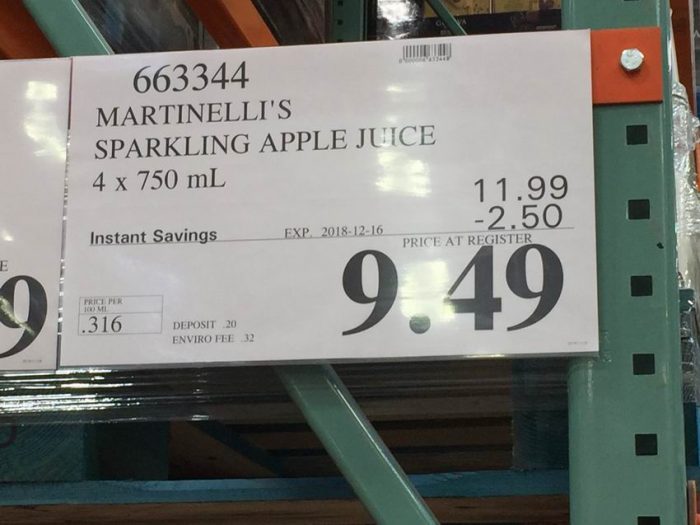 663344
MARTINELLI'S
SPARKLING APPLE JUICE
4 x 750 mL
11.99
-2.50
Instant Savings EXP. 2018-12-16
PRICE AT REGISTER
9.49
PRICE PER
100 ML
.316
DEPOSIT .20
ENVIRO FEE .32
E
9